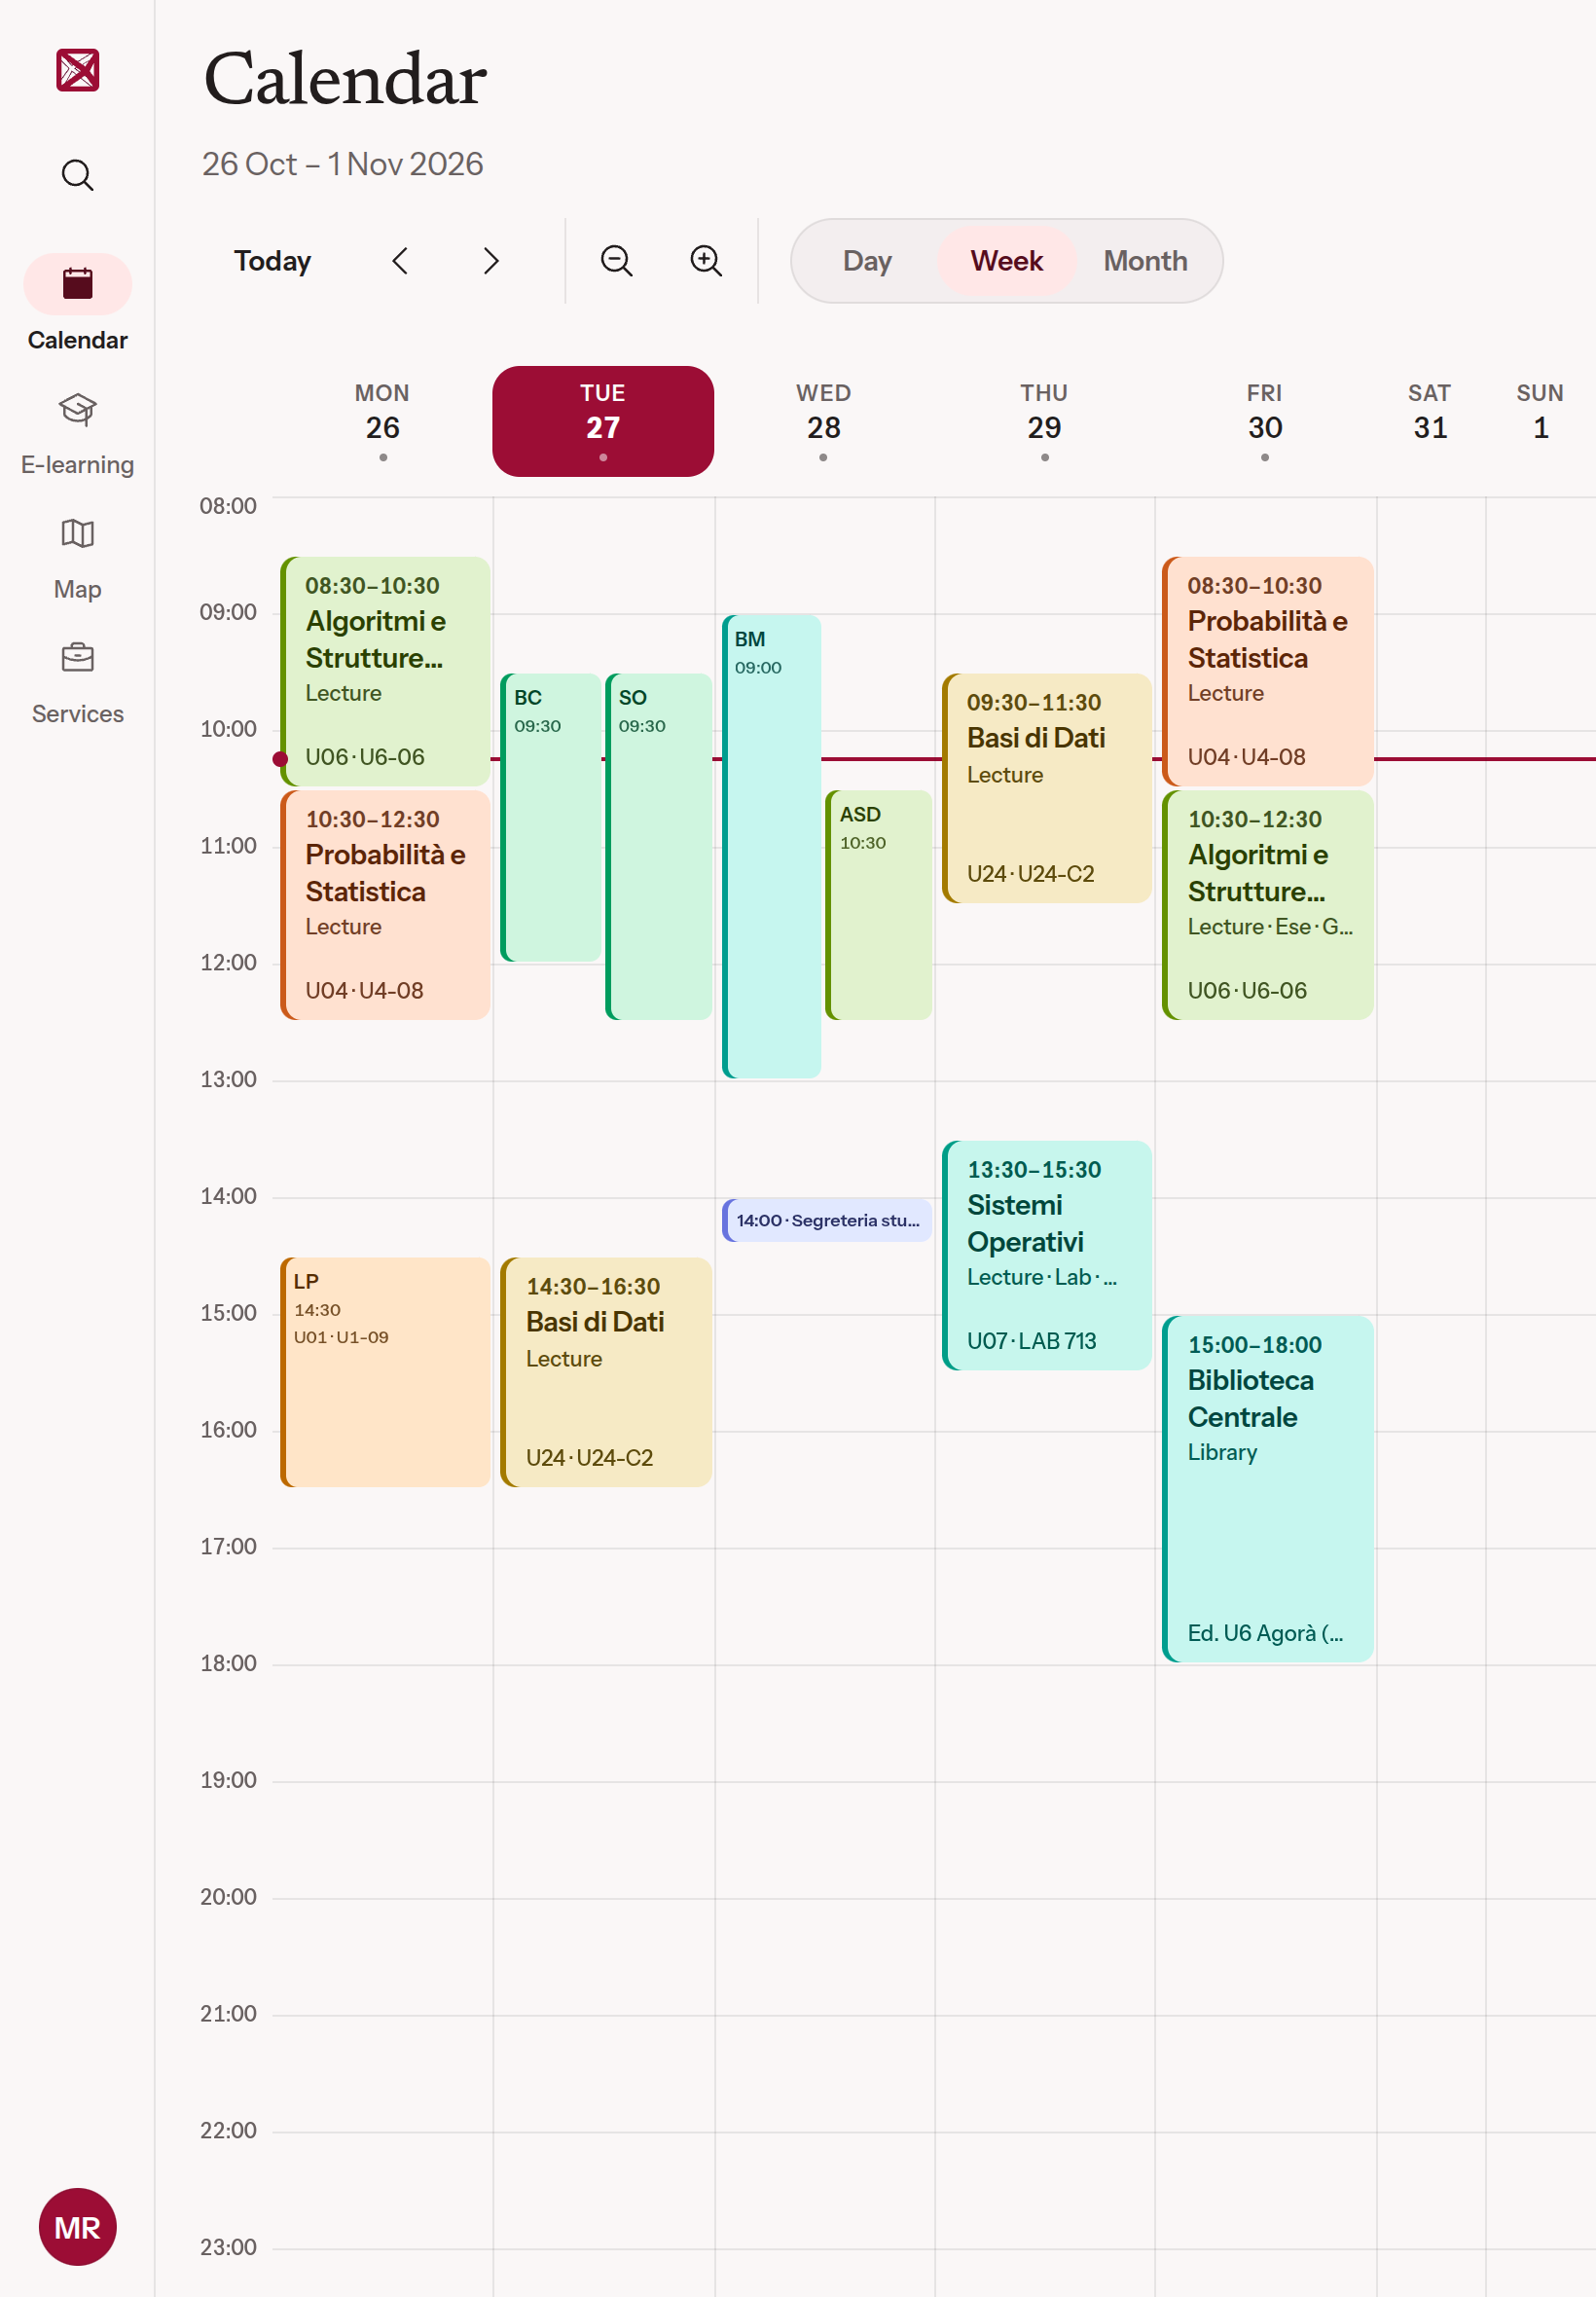 Calendar
26 Oct – 1 Nov 2026
Today
Day
Week
Month
Calendar
E-learning
Map
Services
MR
MON
26
TUE
27
WED
28
THU
29
FRI
30
SAT
31
SUN
1
08:00
09:00
10:00
11:00
12:00
13:00
14:00
15:00
16:00
17:00
18:00
19:00
20:00
21:00
22:00
23:00
08:30–10:30
Algoritmi e
Strutture...
Lecture
U06 · U6-06
10:30–12:30
Probabilità e
Statistica
Lecture
U04 · U4-08
LP
14:30
U01 · U1-09
BC
09:30
SO
09:30
14:30–16:30
Basi di Dati
Lecture
U24 · U24-C2
BM
09:00
ASD
10:30
14:00 · Segreteria stu...
09:30–11:30
Basi di Dati
Lecture
U24 · U24-C2
13:30–15:30
Sistemi
Operativi
Lecture · Lab · ...
U07 · LAB 713
08:30–10:30
Probabilità e
Statistica
Lecture
U04 · U4-08
10:30–12:30
Algoritmi e
Strutture...
Lecture · Ese · G...
U06 · U6-06
15:00–18:00
Biblioteca
Centrale
Library
Ed. U6 Agorà (...